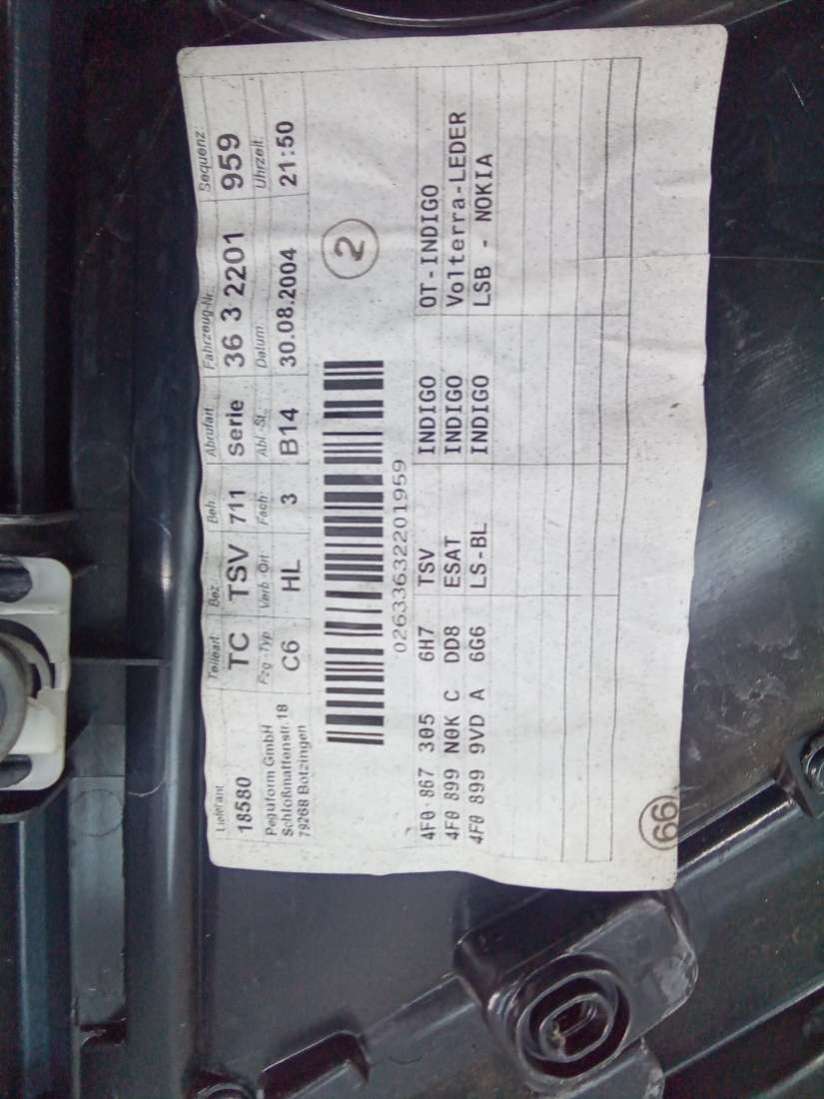 Lieferant: Teileart: Bez.: Beh.: Abrufart: Fahrzeug-Nr.: Sequenz:
18580 TC TSV 711 Serie 36 3 2201 959
Peguform GmbH Fzg.-Typ: Verb.Ort: Fach: Abl.-St.: Datum: Uhrzeit:
Schloßmattenstr.18 C6 HL 3 B14 30.08.2004 21:50
79268 Botzingen
2
02633632201959
4F0 867 305 6H7 TSV INDIGO OT-INDIGO
4F0 899 N0K C DD8 ESAT INDIGO Volterra-LEDER
4F0 899 9VD A 6G6 LS-BL INDIGO LSB - NOKIA
66